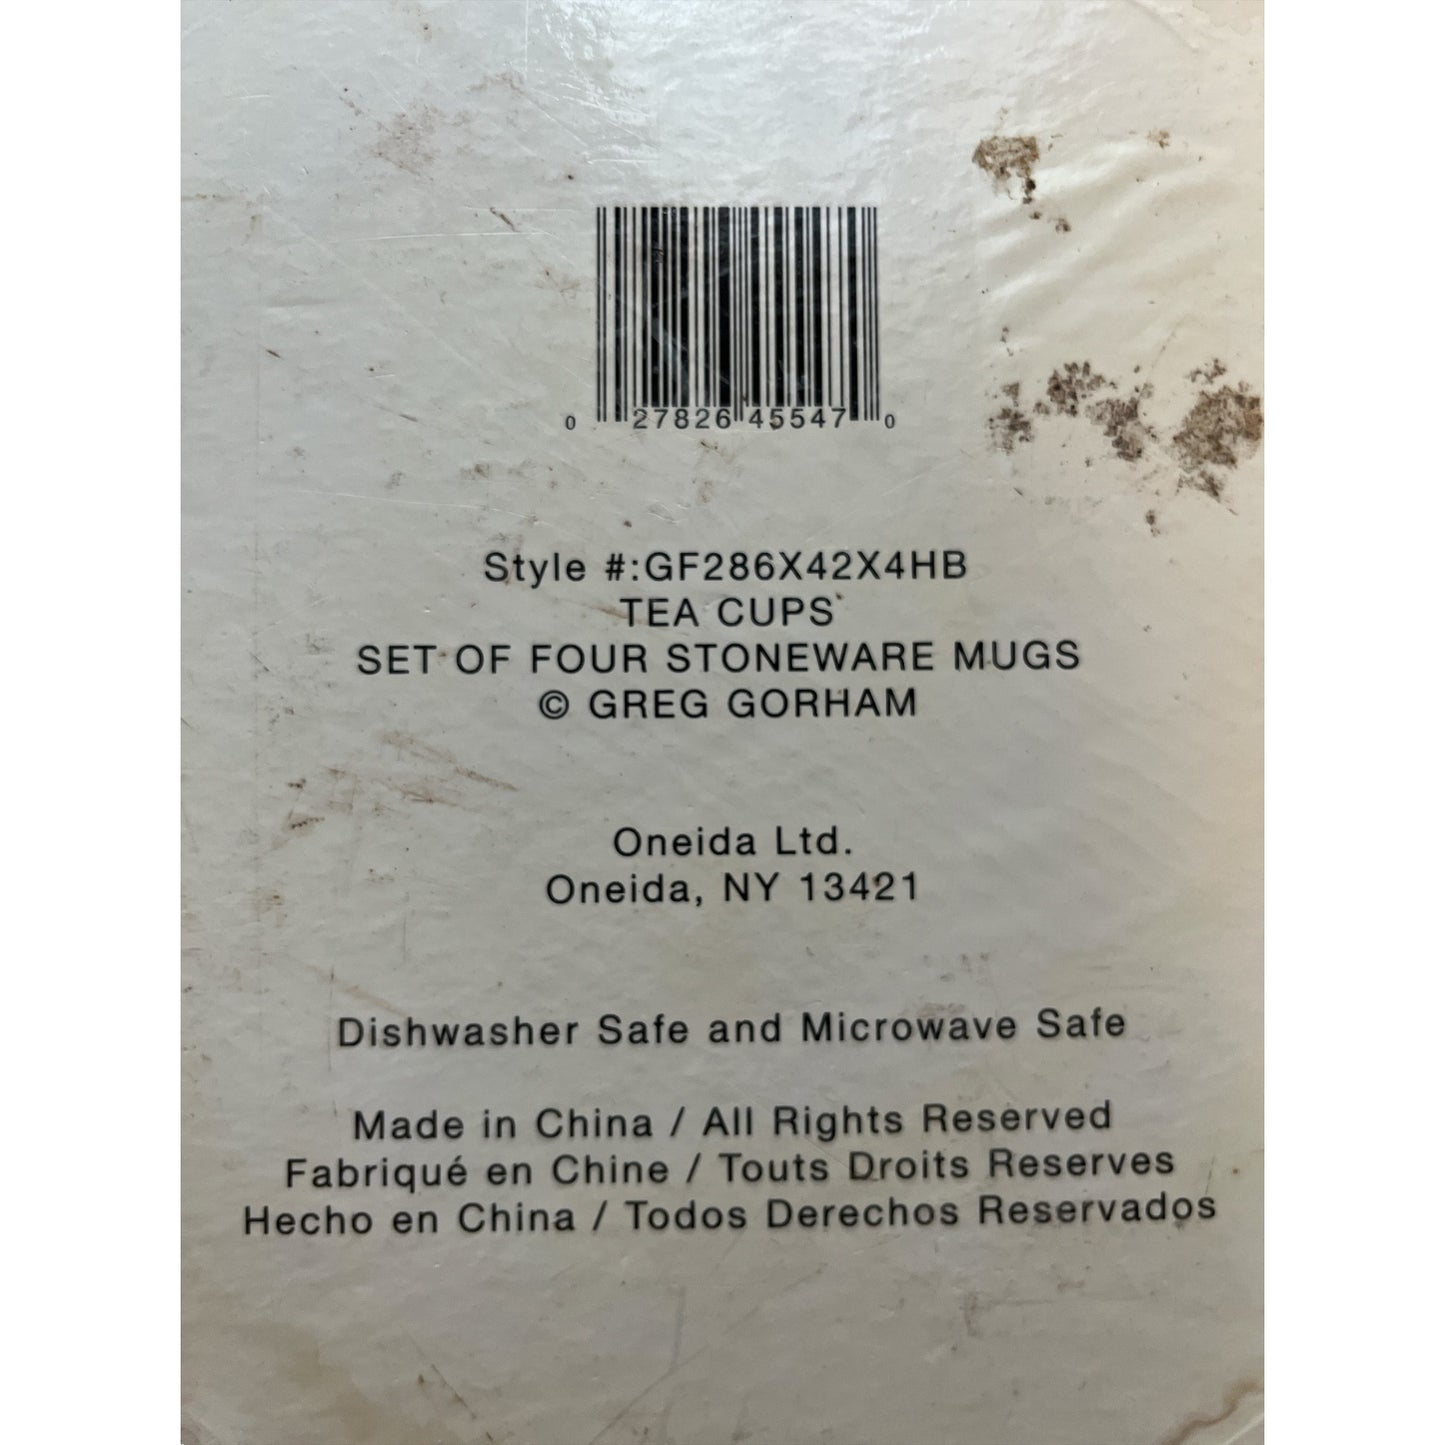 0 27826 45547 0
Style #:GF286X42X4HB
TEA CUPS
SET OF FOUR STONEWARE MUGS
© GREG GORHAM
Oneida Ltd.
Oneida, NY 13421
Dishwasher Safe and Microwave Safe
Made in China / All Rights Reserved
Fabriqué en Chine / Touts Droits Reserves
Hecho en China / Todos Derechos Reservados